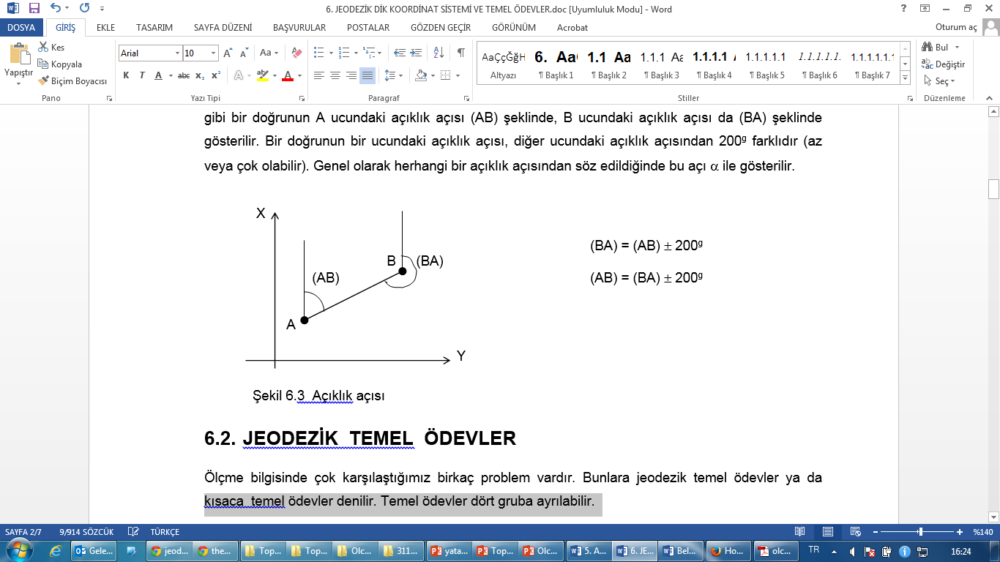 6. JEODEZİK DİK KOORDİNAT SİSTEMİ VE TEMEL ÖDEVLER.doc [Uyumluluk Modu] - Word
DOSYA GİRİŞ EKLE TASARIM SAYFA DÜZENİ BAŞVURULAR POSTALAR GÖZDEN GEÇİR GÖRÜNÜM Acrobat Oturum aç
Yapıştır
Kes
Kopyala
Biçim Boyacısı
Pano
Arial 10
K T A abc x₂ x² A A
Yazı Tipi
Paragraf
AaÇçĞğH 6. AaÇ 1.1 Aa 1.1.1 Aa 1.1.1.1 A 1.1.1.1.1 1.1.1.1.1. 1.1.1.1.1.1
Altyazı ¶ Başlık 1 ¶ Başlık 2 ¶ Başlık 3 ¶ Başlık 4 ¶ Başlık 5 ¶ Başlık 6 ¶ Başlık 7
Stiller
Bul
Değiştir
Seç
Düzenleme
gibi bir doğrunun A ucundaki açıklık açısı (AB) şeklinde, B ucundaki açıklık açısı da (BA) şeklinde
gösterilir. Bir doğrunun bir ucundaki açıklık açısı, diğer ucundaki açıklık açısından 200ᵍ farklıdır (az
veya çok olabilir). Genel olarak herhangi bir açıklık açısından söz edildiğinde bu açı α ile gösterilir.
X
B (BA)
(AB)
A
Y
(BA) = (AB) ± 200ᵍ
(AB) = (BA) ± 200ᵍ
Şekil 6.3 Açıklık açısı
6.2. JEODEZİK TEMEL ÖDEVLER
Ölçme bilgisinde çok karşılaştığımız birkaç problem vardır. Bunlara jeodezik temel ödevler ya da
kısaca temel ödevler denilir. Temel ödevler dört gruba ayrılabilir.
SAYFA 2/7 9/914 SÖZCÜK TÜRKÇE %140
Gele... jeod... the... Top... Top... Olc... 311... yata... Top... Olc... 5. A... 6. JE... Bel... Ho... olc... TR 16:24